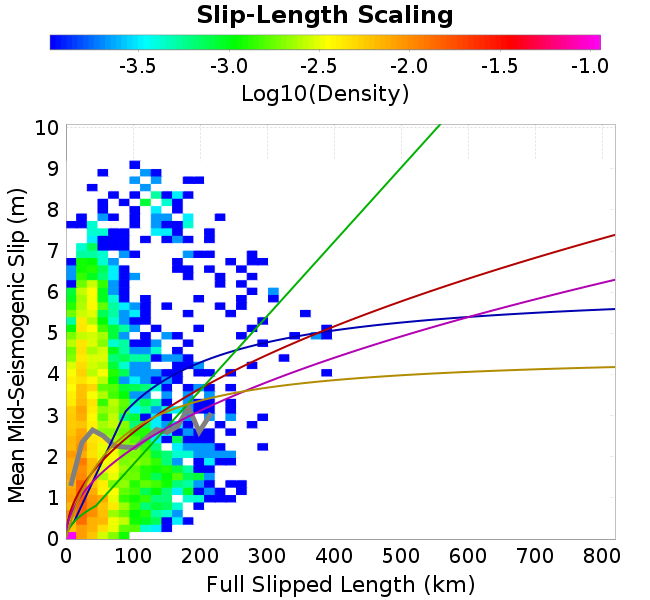 Slip-Length Scaling
-3.5 -3.0 -2.5 -2.0 -1.5 -1.0
Log10(Density)
Mean Mid-Seismogenic Slip (m)
10
9
8
7
6
5
4
3
2
1
0
0 100 200 300 400 500 600 700 800
Full Slipped Length (km)